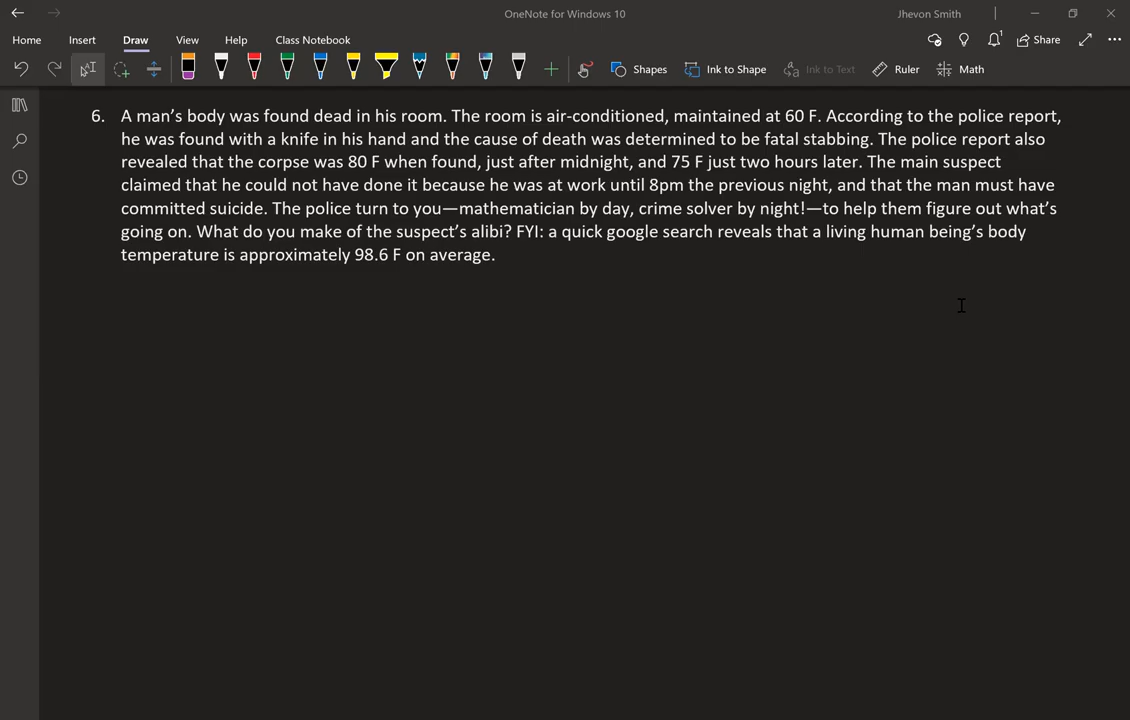 OneNote for Windows 10
Jhevon Smith
Home Insert Draw View Help Class Notebook
1 Share
Shapes Ink to Shape Ink to Text Ruler Math
6. A man's body was found dead in his room. The room is air-conditioned, maintained at 60 F. According to the police report,
he was found with a knife in his hand and the cause of death was determined to be fatal stabbing. The police report also
revealed that the corpse was 80 F when found, just after midnight, and 75 F just two hours later. The main suspect
claimed that he could not have done it because he was at work until 8pm the previous night, and that the man must have
committed suicide. The police turn to you—mathematician by day, crime solver by night!—to help them figure out what's
going on. What do you make of the suspect's alibi? FYI: a quick google search reveals that a living human being's body
temperature is approximately 98.6 F on average.